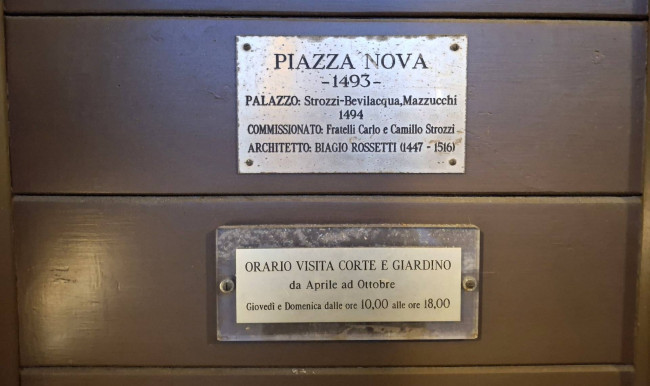 PIAZZA NOVA
-1493-
PALAZZO: Strozzi-Bevilacqua,Mazzucchi
1494
COMMISSIONATO: Fratelli Carlo e Camillo Strozzi
ARCHITETTO: BIAGIO ROSSETTI (1447 - 1516)
ORARIO VISITA CORTE E GIARDINO
da Aprile ad Ottobre
Giovedì e Domenica dalle ore 10,00 alle ore 18,00